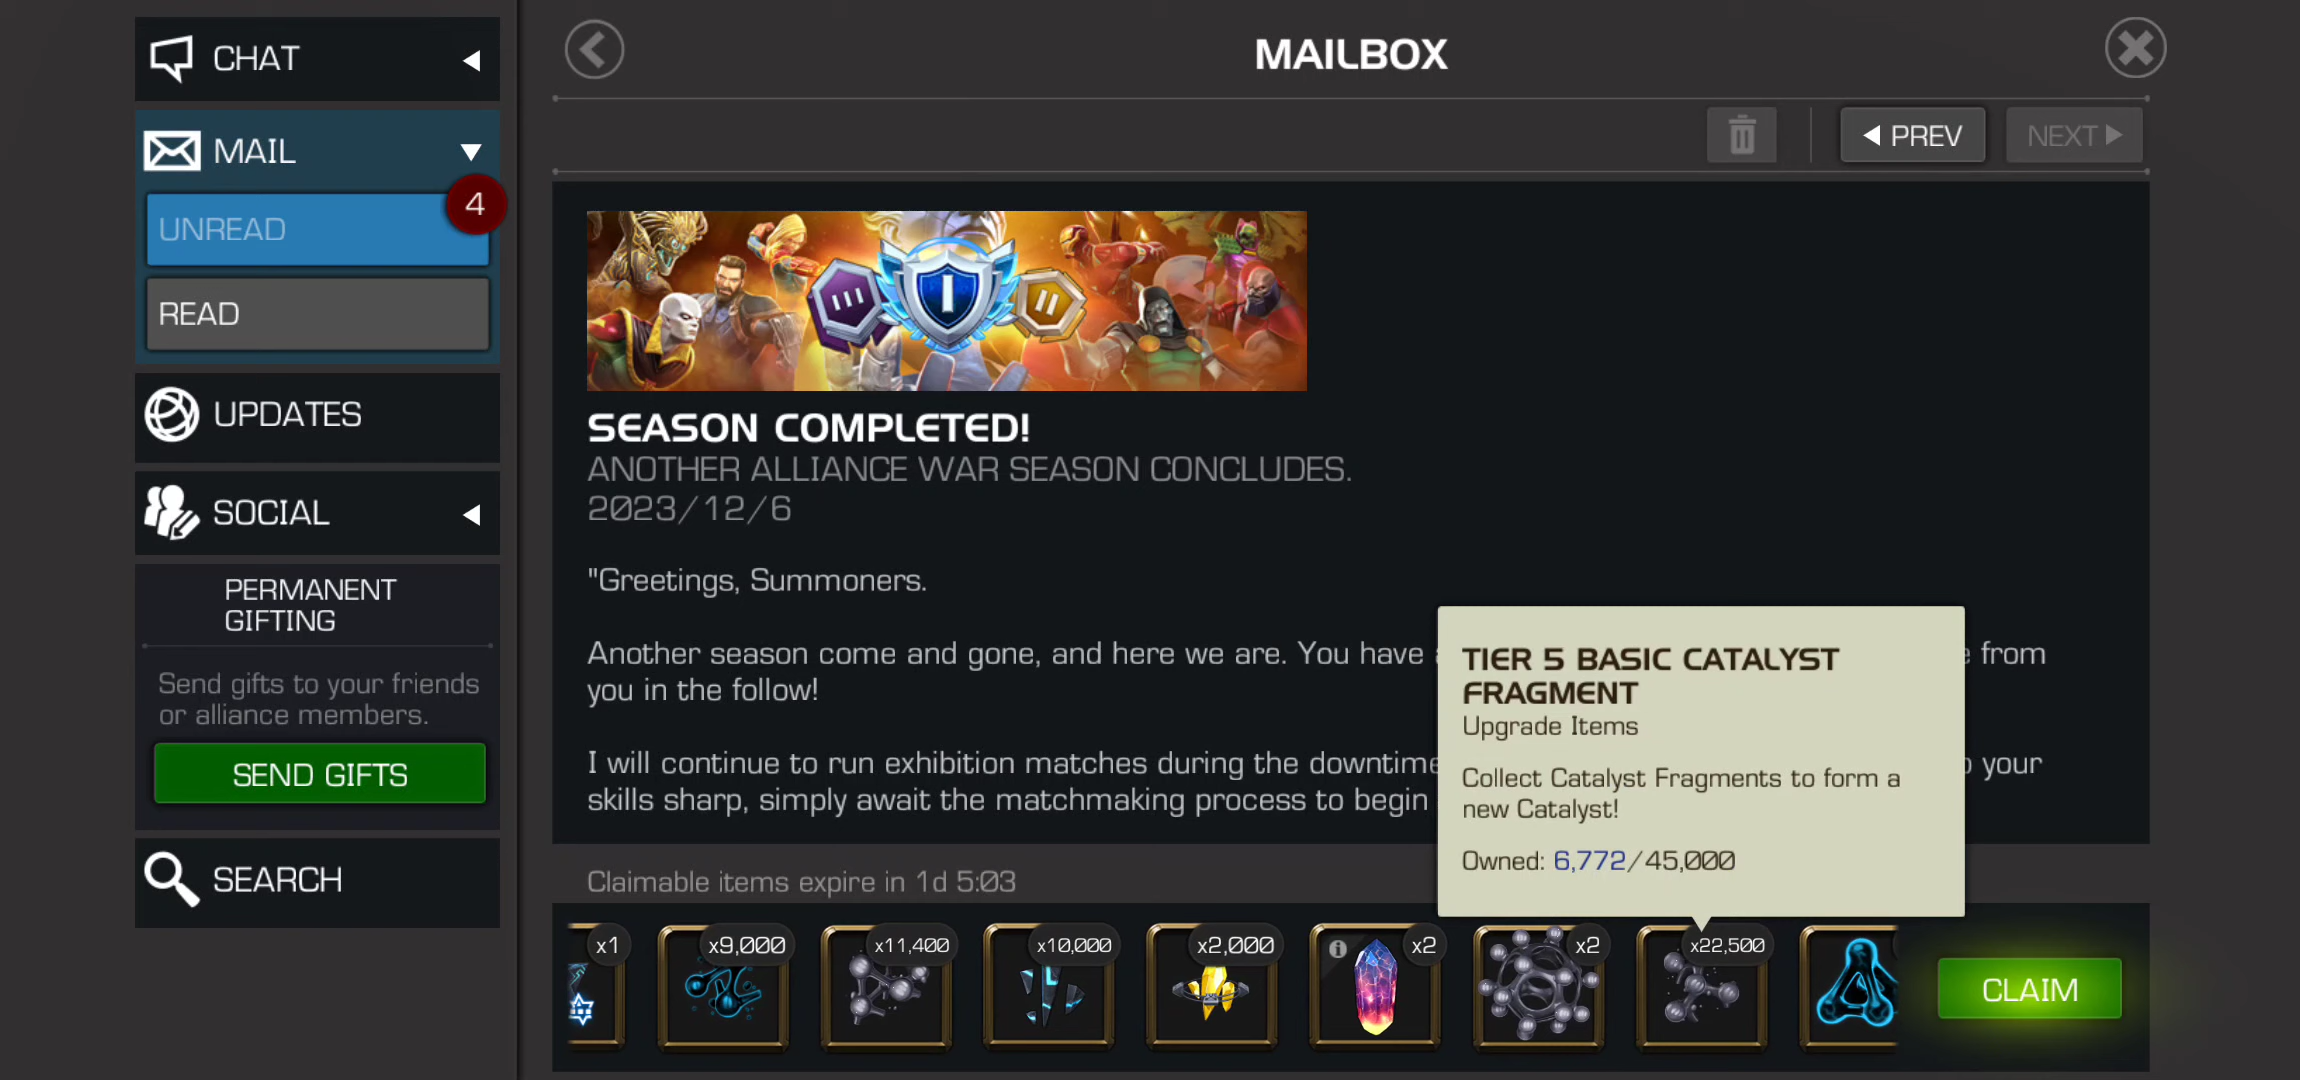 CHAT
MAIL
4
UNREAD
READ
UPDATES
SOCIAL
PERMANENT
GIFTING
Send gifts to your friends
or alliance members.
SEND GIFTS
SEARCH
MAILBOX
PREV
NEXT
III
I
II
SEASON COMPLETED!
ANOTHER ALLIANCE WAR SEASON CONCLUDES.
2023/12/6
"Greetings, Summoners.
Another season come and gone, and here we are. You have
from
you in the follow!
I will continue to run exhibition matches during the downtime
your
skills sharp, simply await the matchmaking process to begin
TIER 5 BASIC CATALYST
FRAGMENT
Upgrade Items
Collect Catalyst Fragments to form a
new Catalyst!
Owned: 6,772/45,000
Claimable items expire in 1d 5:03
x1
x9,000
x11,400
x10,000
x2,000
x2
x2
x22,500
CLAIM